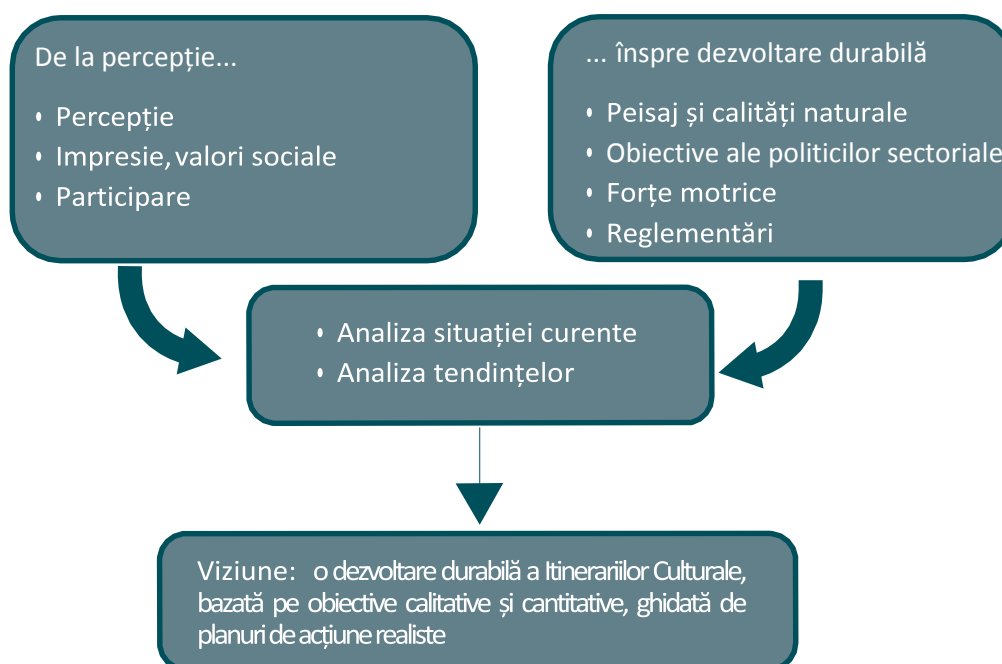 De la percepție...
• Percepție
• Impresie, valori sociale
• Participare
... înspre dezvoltare durabilă
• Peisaj și calități naturale
• Obiective ale politicilor sectoriale
• Forțe motrice
• Reglementări
• Analiza situației curente
• Analiza tendințelor
Viziune: o dezvoltare durabilă a Itinerariilor Culturale,
bazată pe obiective calitative și cantitative, ghidată de
planuri de acțiune realiste